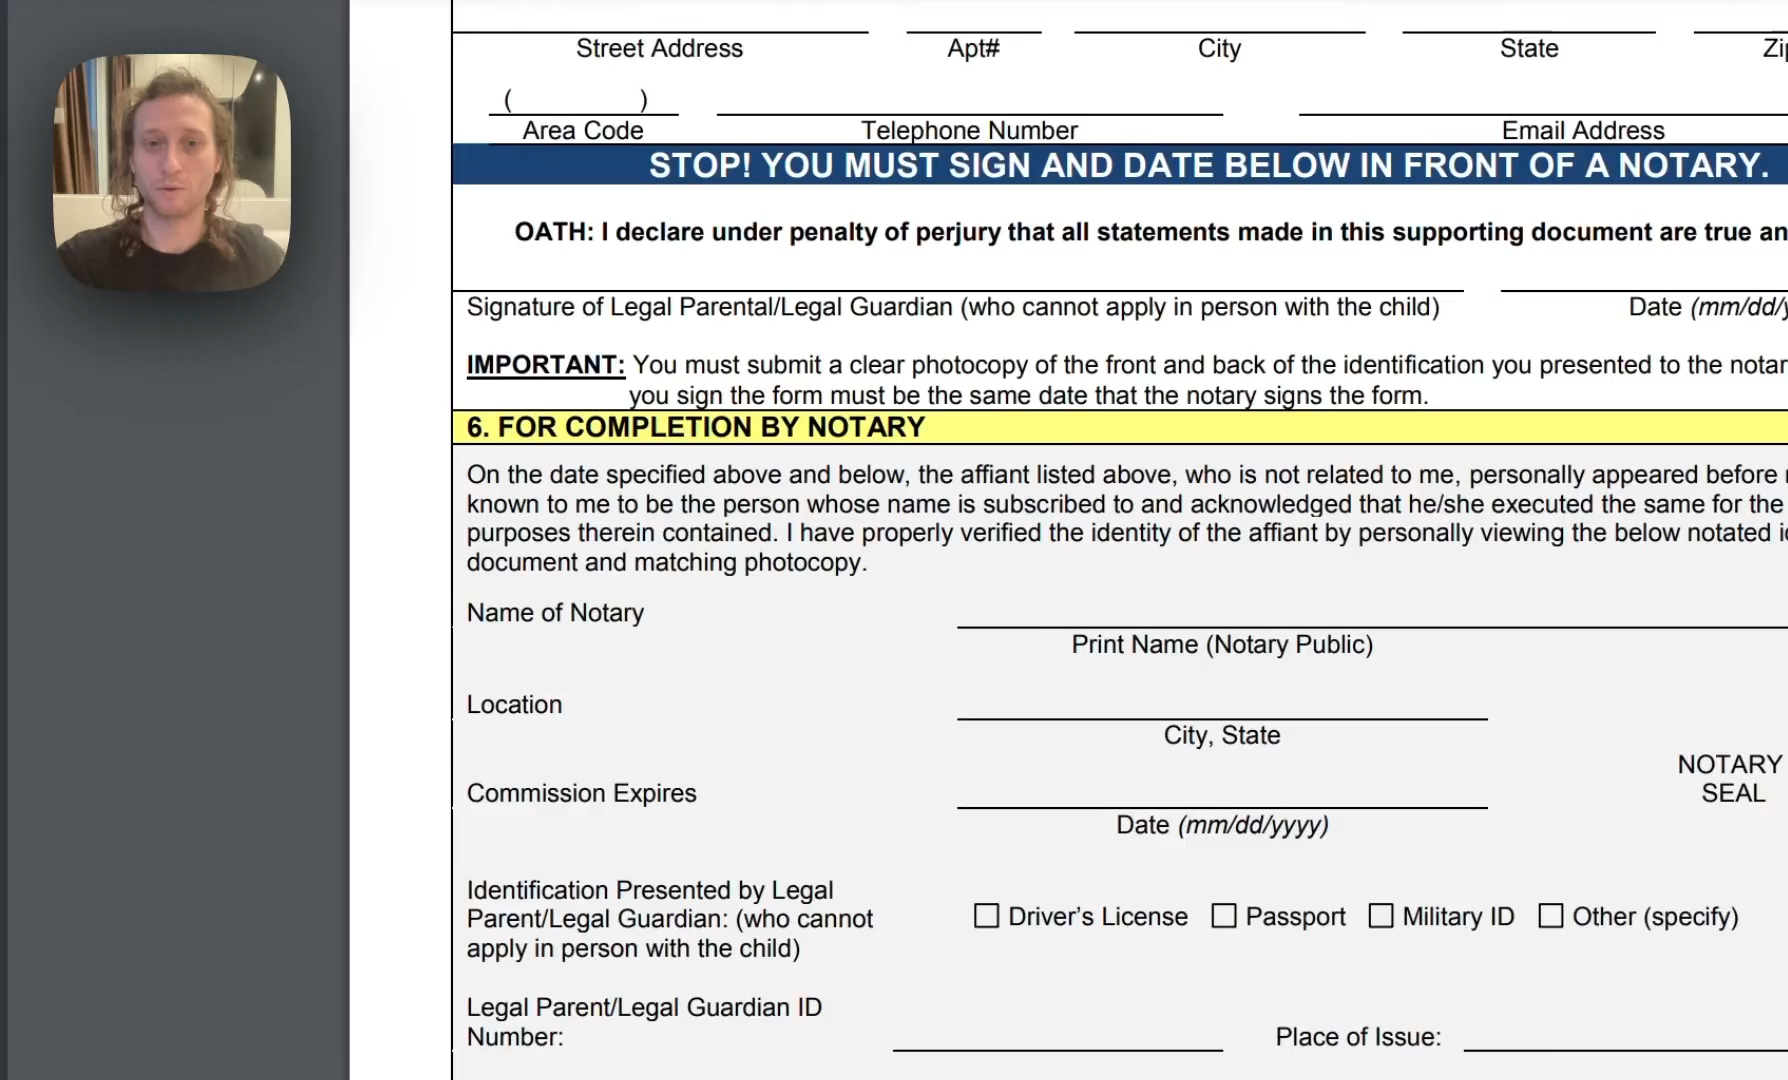 Street Address Apt# City State
( )
Area Code Telephone Number Email Address
STOP! YOU MUST SIGN AND DATE BELOW IN FRONT OF A NOTARY.
OATH: I declare under penalty of perjury that all statements made in this supporting document are true
Signature of Legal Parental/Legal Guardian (who cannot apply in person with the child) Date (mm/dd/
IMPORTANT: You must submit a clear photocopy of the front and back of the identification you presented to the
you sign the form must be the same date that the notary signs the form.
6. FOR COMPLETION BY NOTARY
On the date specified above and below, the affiant listed above, who is not related to me, personally appeared before
known to me to be the person whose name is subscribed to and acknowledged that he/she executed the same for the
purposes therein contained. I have properly verified the identity of the affiant by personally viewing the below notated
document and matching photocopy.
Name of Notary
Print Name (Notary Public)
Location
City, State
NOTARY
SEAL
Commission Expires
Date (mm/dd/yyyy)
Identification Presented by Legal
Parent/Legal Guardian: (who cannot
apply in person with the child)
Driver's License Passport Military ID Other (specify)
Legal Parent/Legal Guardian ID
Number: Place of Issue: